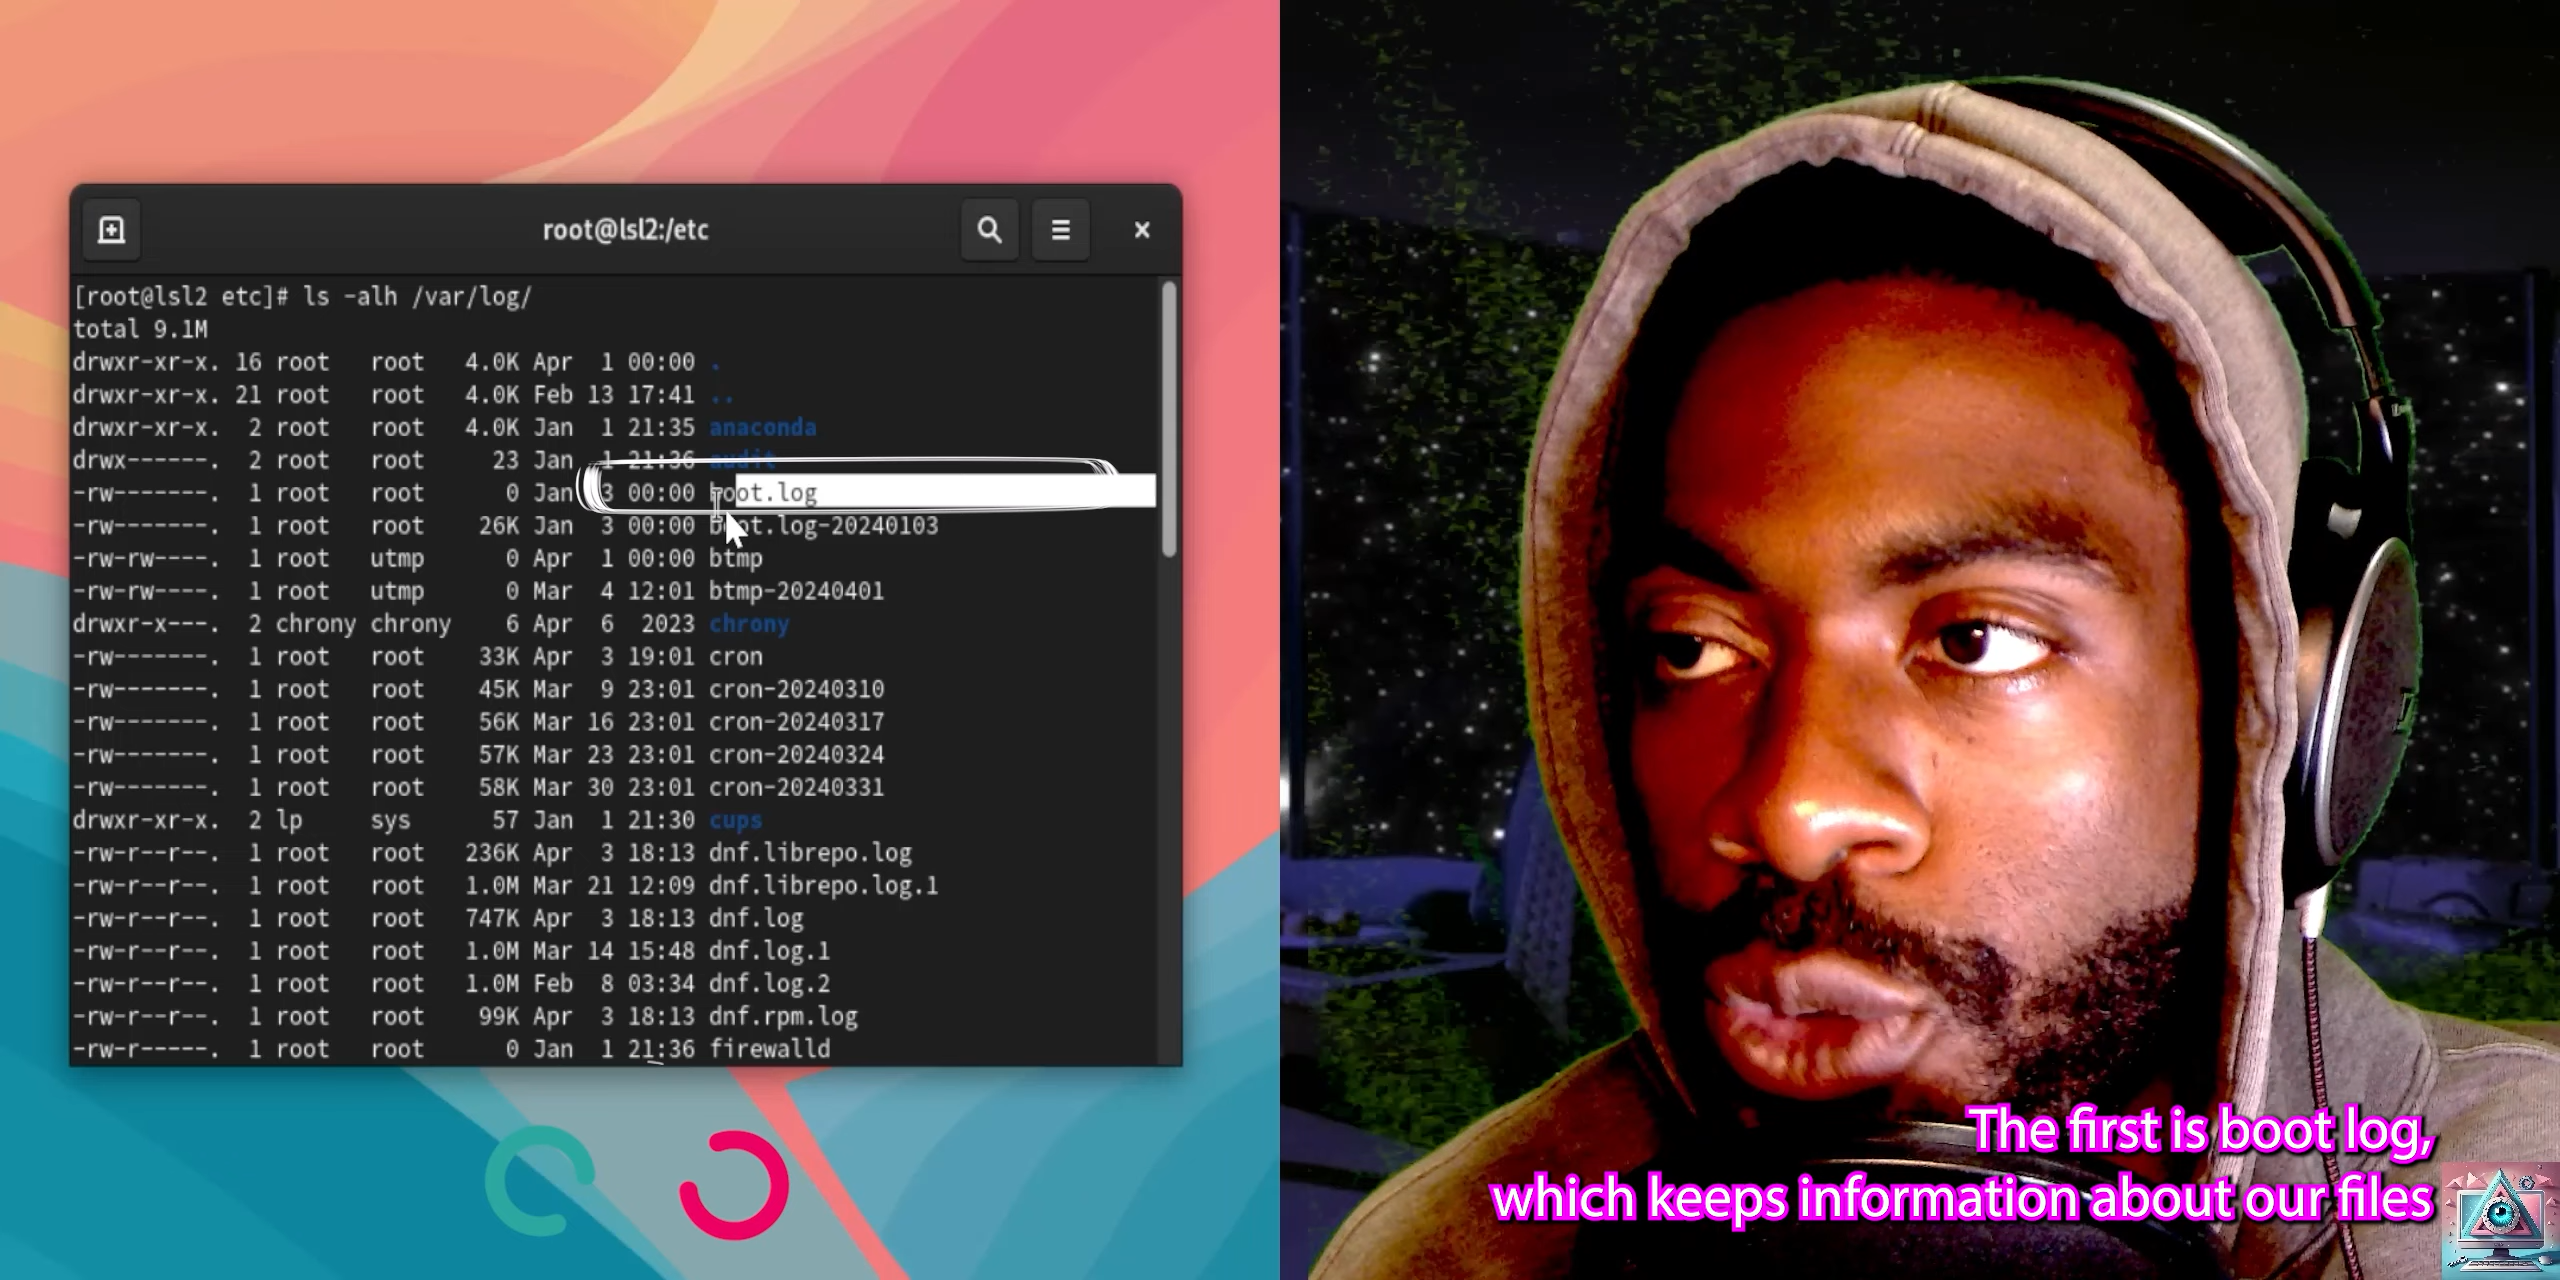 root@lsl2:/etc
[root@lsl2 etc]# ls -alh /var/log/
total 9.1M
drwxr-xr-x. 16 root root 4.0K Apr 1 00:00 .
drwxr-xr-x. 21 root root 4.0K Feb 13 17:41 ..
drwxr-xr-x. 2 root root 4.0K Jan 1 21:35 anaconda
drwx------. 2 root root 23 Jan 1 21:36 audit
-rw-------. 1 root root 0 Jan 3 00:00 boot.log
-rw-------. 1 root root 26K Jan 3 00:00 boot.log-20240103
-rw-rw----. 1 root utmp 0 Apr 1 00:00 btmp
-rw-rw----. 1 root utmp 0 Mar 4 12:01 btmp-20240401
drwxr-x---. 2 chrony chrony 6 Apr 6 2023 chrony
-rw-------. 1 root root 33K Apr 3 19:01 cron
-rw-------. 1 root root 45K Mar 9 23:01 cron-20240310
-rw-------. 1 root root 56K Mar 16 23:01 cron-20240317
-rw-------. 1 root root 57K Mar 23 23:01 cron-20240324
-rw-------. 1 root root 58K Mar 30 23:01 cron-20240331
drwxr-xr-x. 2 lp sys 57 Jan 1 21:30 cups
-rw-r--r--. 1 root root 236K Apr 3 18:13 dnf.librepo.log
-rw-r--r--. 1 root root 1.0M Mar 21 12:09 dnf.librepo.log.1
-rw-r--r--. 1 root root 747K Apr 3 18:13 dnf.log
-rw-r--r--. 1 root root 1.0M Mar 14 15:48 dnf.log.1
-rw-r--r--. 1 root root 1.0M Feb 8 03:34 dnf.log.2
-rw-r--r--. 1 root root 99K Apr 3 18:13 dnf.rpm.log
-rw-r-----. 1 root root 0 Jan 1 21:36 firewalld
The first is boot log,
which keeps information about our files